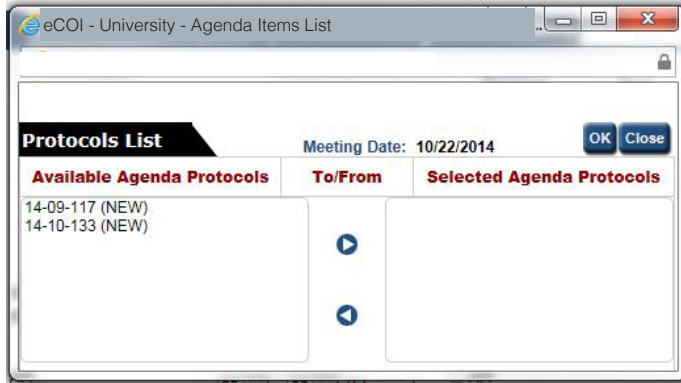 eCOI - University - Agenda Items List
Protocols List
Meeting Date: 10/22/2014
OK Close
Available Agenda Protocols To/From Selected Agenda Protocols
14-09-117 (NEW)
14-10-133 (NEW)